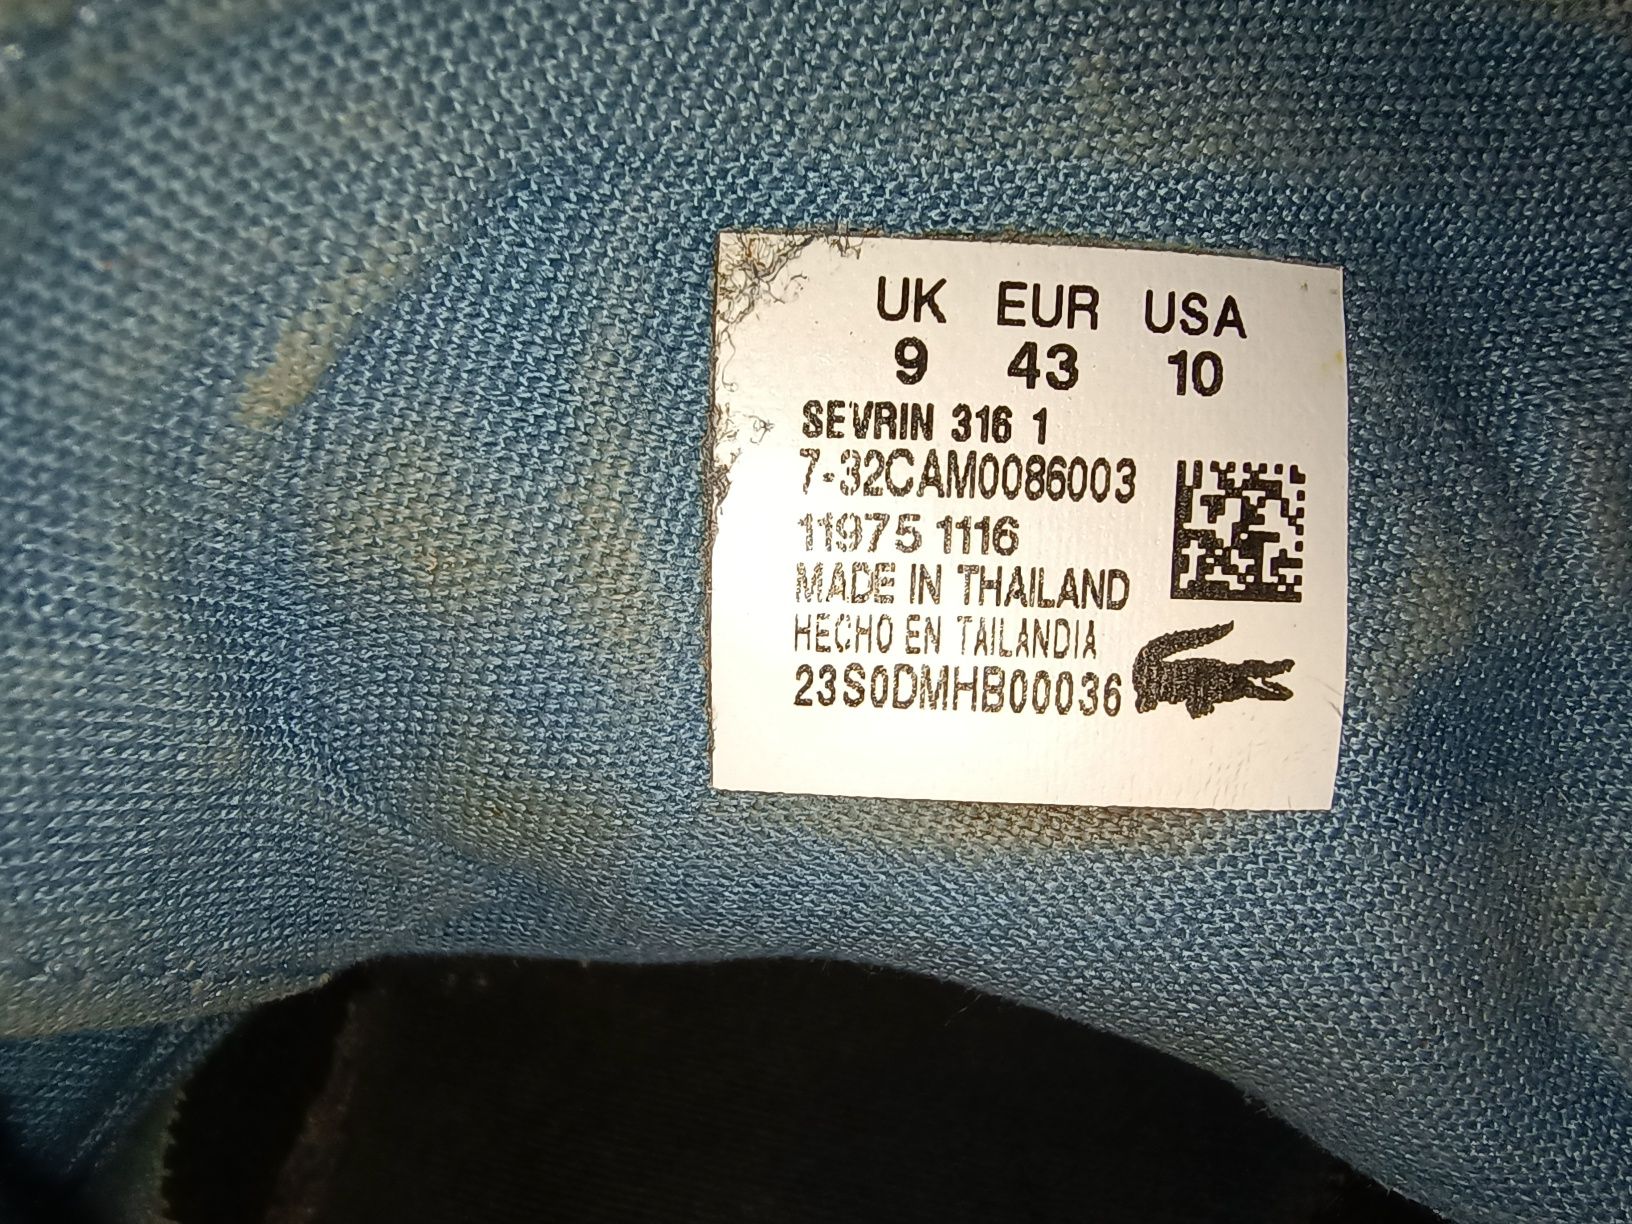 UK EUR USA
9 43 10
SEVRIN 316 1
7-32CAM0086003
11975 1116
MADE IN THAILAND
HECHO EN TAILANDIA
23S0DMHB00036